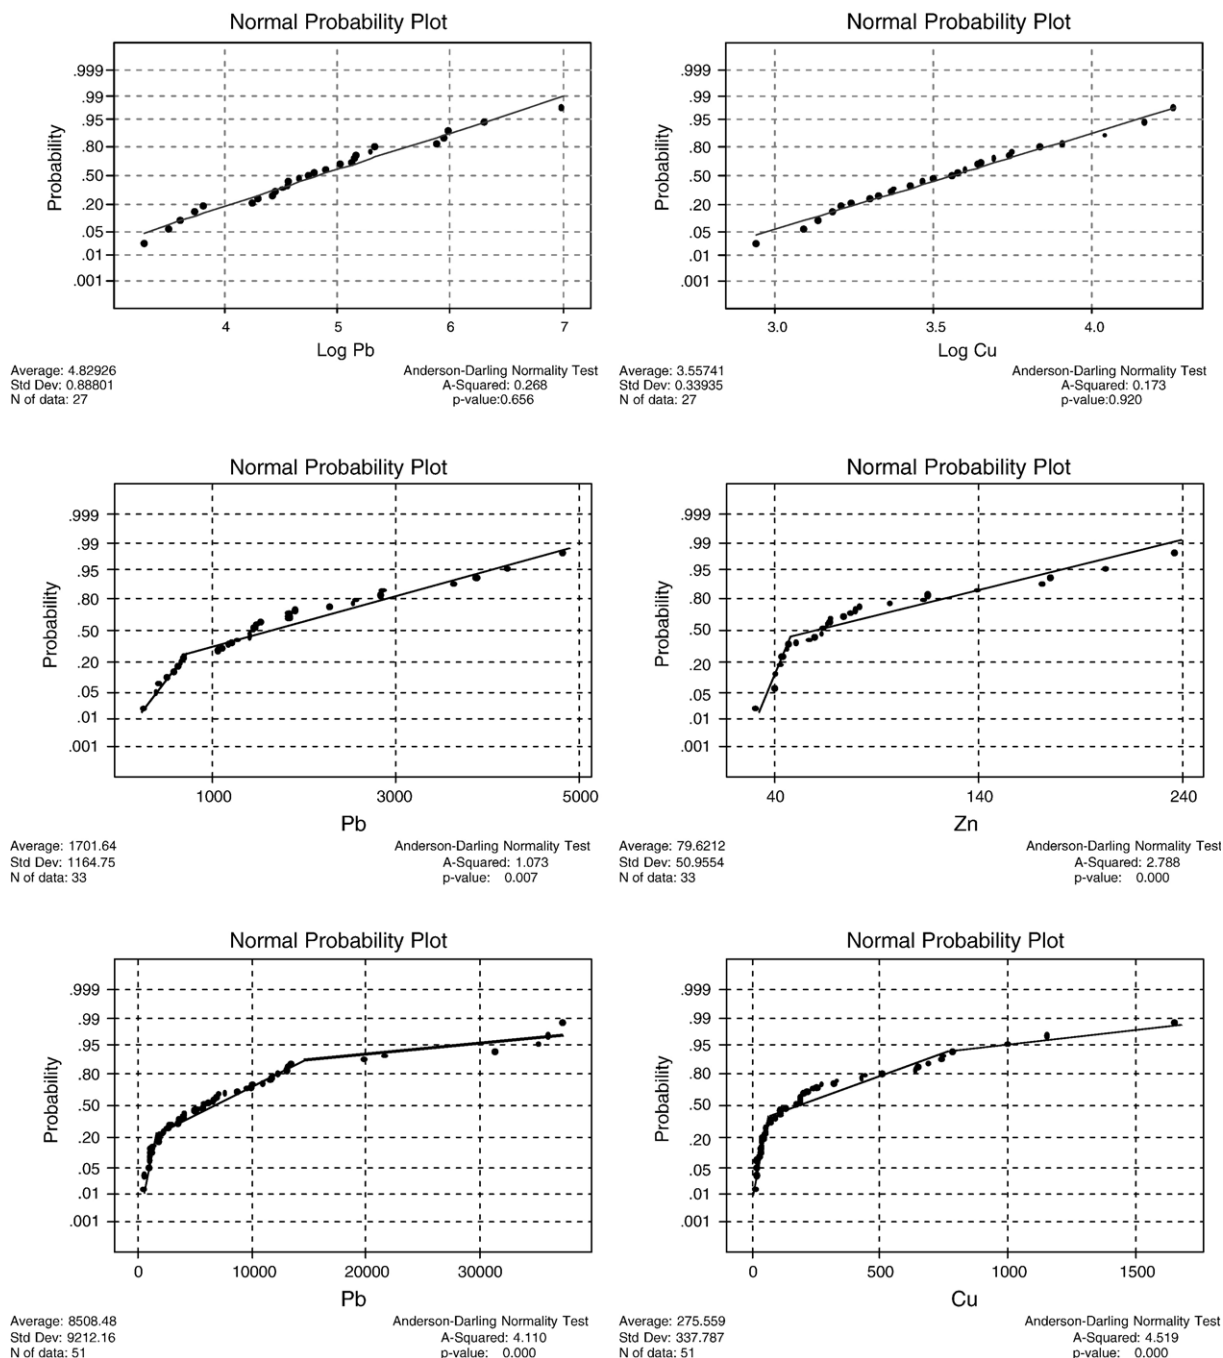 Normal Probability Plot
.999
.99
.95
.80
.50
.20
.05
.01
.001
Probability
4 5 6 7
Log Pb
Average: 4.82926
Std Dev: 0.88801
N of data: 27
Anderson-Darling Normality Test
A-Squared: 0.268
p-value:0.656
Normal Probability Plot
.999
.99
.95
.80
.50
.20
.05
.01
.001
Probability
3.0 3.5 4.0
Log Cu
Average: 3.55741
Std Dev: 0.33935
N of data: 27
Anderson-Darling Normality Test
A-Squared: 0.173
p-value:0.920
Normal Probability Plot
.999
.99
.95
.80
.50
.20
.05
.01
.001
Probability
1000 3000 5000
Pb
Average: 1701.64
Std Dev: 1164.75
N of data: 33
Anderson-Darling Normality Test
A-Squared: 1.073
p-value: 0.007
Normal Probability Plot
.999
.99
.95
.80
.50
.20
.05
.01
.001
Probability
40 140 240
Zn
Average: 79.6212
Std Dev: 50.9554
N of data: 33
Anderson-Darling Normality Test
A-Squared: 2.788
p-value: 0.000
Normal Probability Plot
.999
.99
.95
.80
.50
.20
.05
.01
.001
Probability
0 10000 20000 30000
Pb
Average: 8508.48
Std Dev: 9212.16
N of data: 51
Anderson-Darling Normality Test
A-Squared: 4.110
p-value: 0.000
Normal Probability Plot
.999
.99
.95
.80
.50
.20
.05
.01
.001
Probability
0 500 1000 1500
Cu
Average: 275.559
Std Dev: 337.787
N of data: 51
Anderson-Darling Normality Test
A-Squared: 4.519
p-value: 0.000